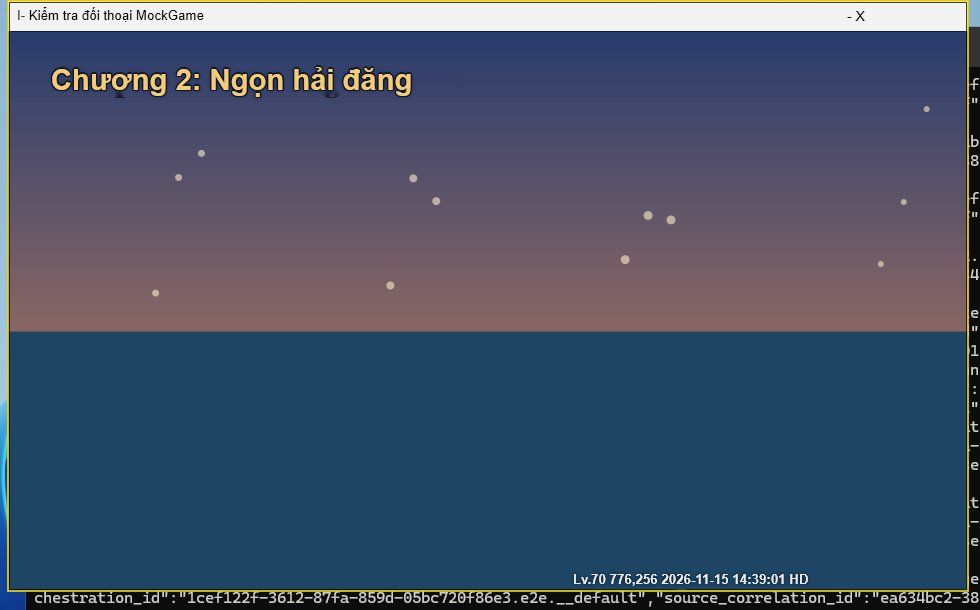 I- Kiểm tra đối thoại MockGame
- X
Chương 2: Ngọn hải đăng
Lv.70 776,256 2026-11-15 14:39:01 HD
chestration_id":"1cef122f-3612-87fa-859d-05bc720f86e3.e2e.__default","source_correlation_id":"ea634bc2-38